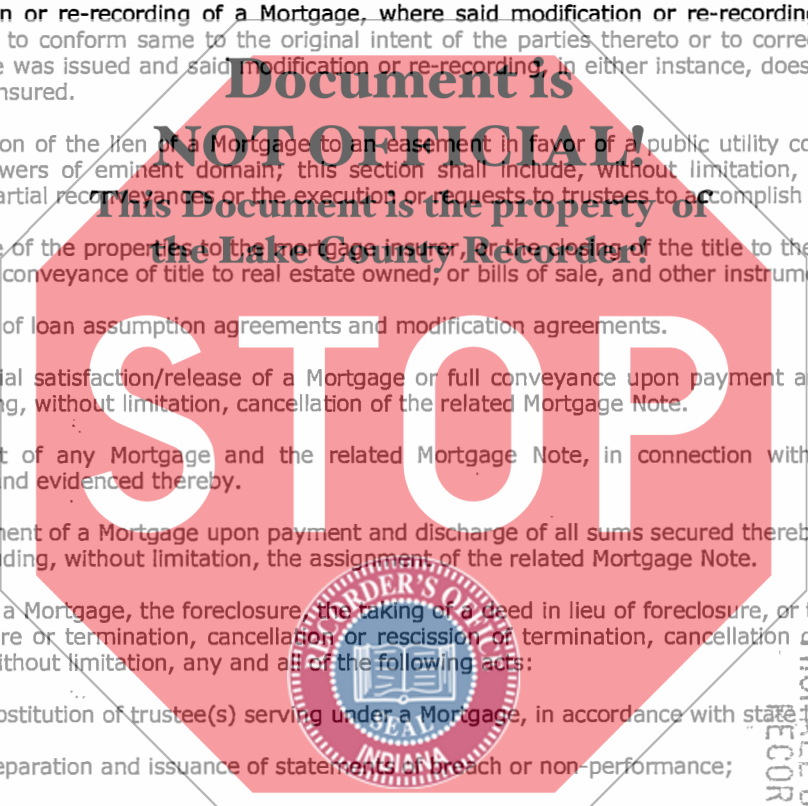 n or re-recording of a Mortgage, where said modification or re-recording
to conform same to the original intent of the parties thereto or to corre
e was issued and said modification or re-recording, in either instance, does
nsured.
Document is
on of the lien of a Mortgage to an easement in favor of a public utility co
NOT OFFICIAL!
wers of eminent domain; this section shall include, without limitation,
artial reconveyances or the execution or requests to trustees to accomplish
This Document is the property of
e of the properties to the mortgage insurer, or the closing of the title to the
the Lake County Recorder!
conveyance of title to real estate owned, or bills of sale, and other instrume
of loan assumption agreements and modification agreements.
STOP
ial satisfaction/release of a Mortgage or full conveyance upon payment a
ng, without limitation, cancellation of the related Mortgage Note.
t of any Mortgage and the related Mortgage Note, in connection with
nd evidenced thereby.
ment of a Mortgage upon payment and discharge of all sums secured thereb
uding, without limitation, the assignment of the related Mortgage Note.
RECORDER'S OFFICE
a Mortgage, the foreclosure, the taking of a deed in lieu of foreclosure, or
re or termination, cancellation or rescission of termination, cancellation
ithout limitation, any and all of the following acts:
bstitution of trustee(s) serving under a Mortgage, in accordance with state
SEAL
INDIANA
eparation and issuance of statements of breach or non-performance;
RECOR